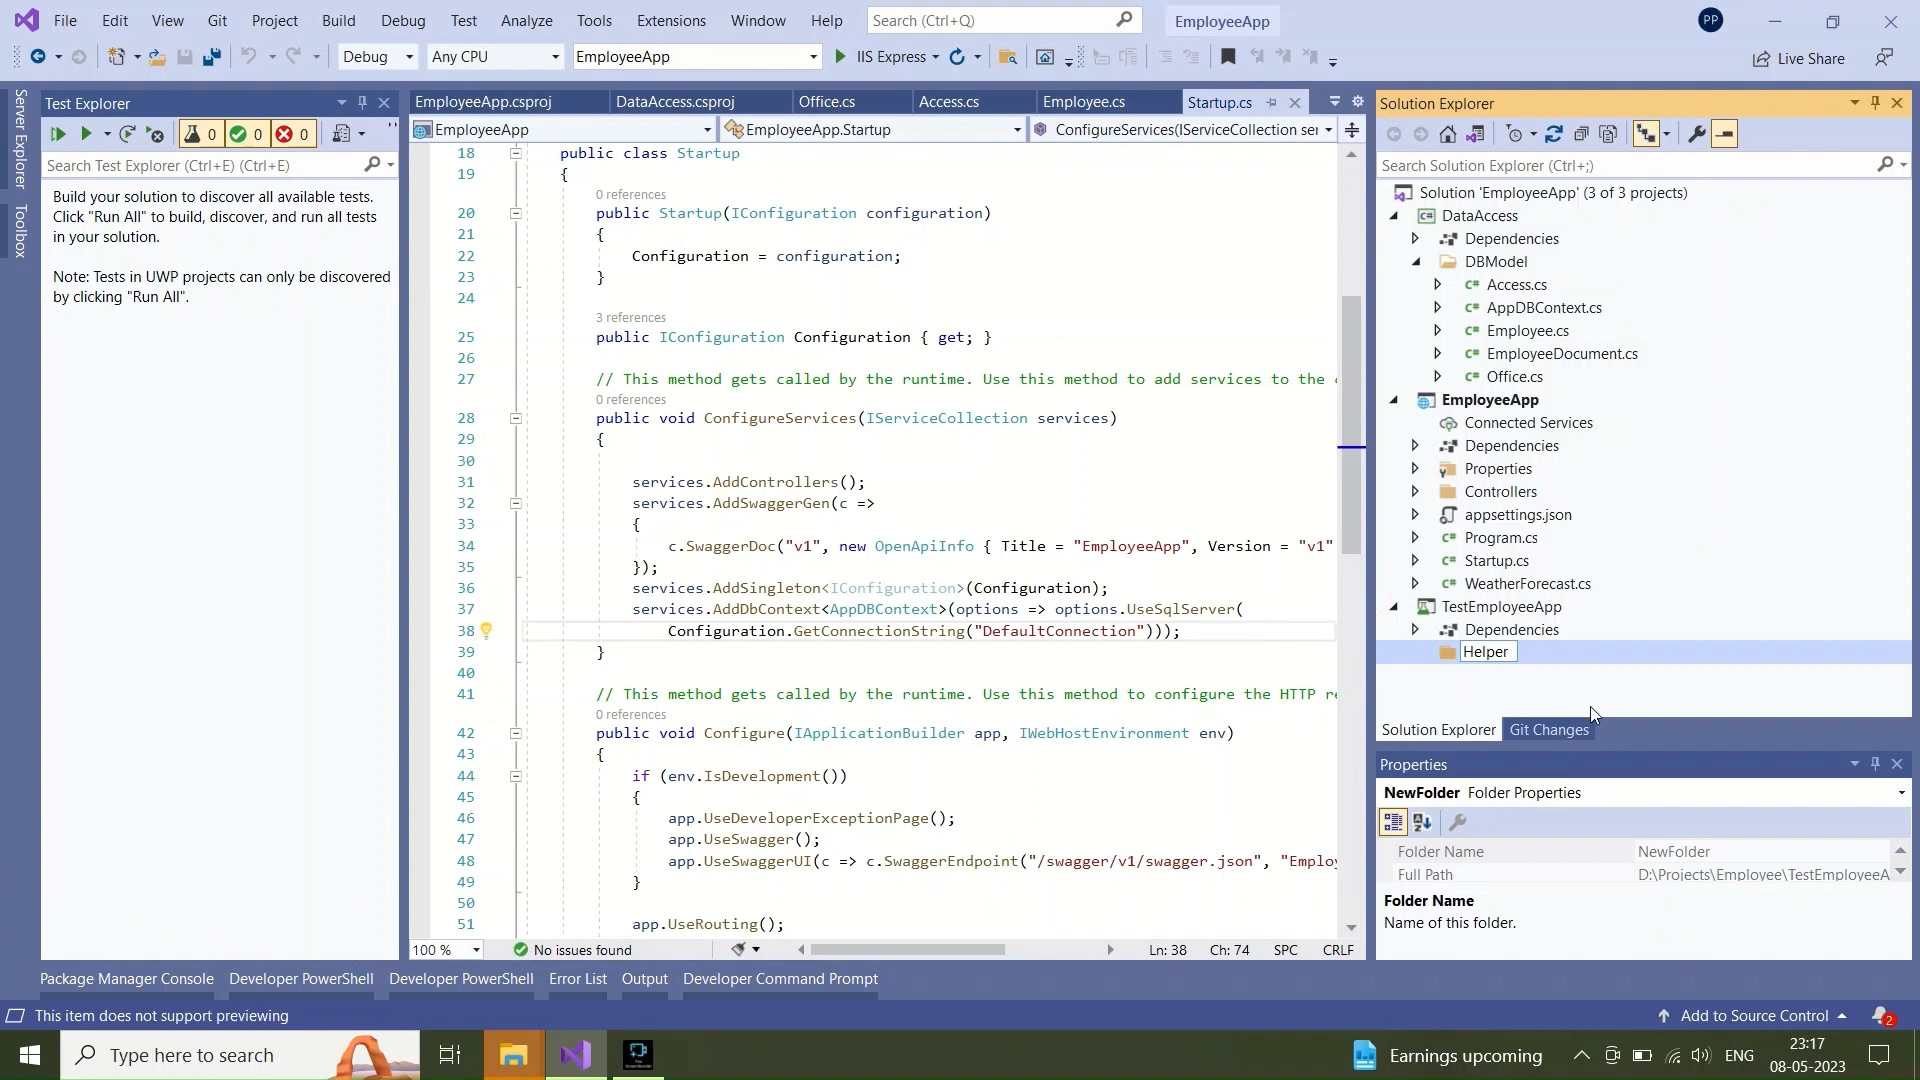 File Edit View Git Project Build Debug Test Analyze Tools Extensions Window Help Search (Ctrl+Q) EmployeeApp PP
Debug Any CPU EmployeeApp IIS Express Live Share
Server Explorer
Toolbox
Test Explorer
0 0 0
Search Test Explorer (Ctrl+E) (Ctrl+E)
Build your solution to discover all available tests.
Click "Run All" to build, discover, and run all tests
in your solution.
Note: Tests in UWP projects can only be discovered
by clicking "Run All".
EmployeeApp.csproj DataAccess.csproj Office.cs Access.cs Employee.cs Startup.cs
EmployeeApp EmployeeApp.Startup ConfigureServices(IServiceCollection ser
18 public class Startup
19 {
0 references
20 public Startup(IConfiguration configuration)
21 {
22 Configuration = configuration;
23 }
24
3 references
25 public IConfiguration Configuration { get; }
26
27 // This method gets called by the runtime. Use this method to add services to the c
0 references
28 public void ConfigureServices(IServiceCollection services)
29 {
30
31 services.AddControllers();
32 services.AddSwaggerGen(c =>
33 {
34 c.SwaggerDoc("v1", new OpenApiInfo { Title = "EmployeeApp", Version = "v1"
35 });
36 services.AddSingleton<IConfiguration>(Configuration);
37 services.AddDbContext<AppDBContext>(options => options.UseSqlServer(
38 Configuration.GetConnectionString("DefaultConnection")));
39 }
40
41 // This method gets called by the runtime. Use this method to configure the HTTP re
0 references
42 public void Configure(IApplicationBuilder app, IWebHostEnvironment env)
43 {
44 if (env.IsDevelopment())
45 {
46 app.UseDeveloperExceptionPage();
47 app.UseSwagger();
48 app.UseSwaggerUI(c => c.SwaggerEndpoint("/swagger/v1/swagger.json", "Employ
49 }
50
51 app.UseRouting();
100 % No issues found Ln: 38 Ch: 74 SPC CRLF
Solution Explorer
Search Solution Explorer (Ctrl+;)
Solution 'EmployeeApp' (3 of 3 projects)
DataAccess
Dependencies
DBModel
C# Access.cs
C# AppDBContext.cs
C# Employee.cs
C# EmployeeDocument.cs
C# Office.cs
EmployeeApp
Connected Services
Dependencies
Properties
Controllers
appsettings.json
C# Program.cs
C# Startup.cs
C# WeatherForecast.cs
TestEmployeeApp
Dependencies
Helper
Solution Explorer Git Changes
Properties
NewFolder Folder Properties
Folder Name NewFolder
Full Path D:\Projects\Employee\TestEmployeeA
Folder Name
Name of this folder.
Package Manager Console Developer PowerShell Developer PowerShell Error List Output Developer Command Prompt
This item does not support previewing Add to Source Control 2
Type here to search Earnings upcoming ENG 23:17
08-05-2023